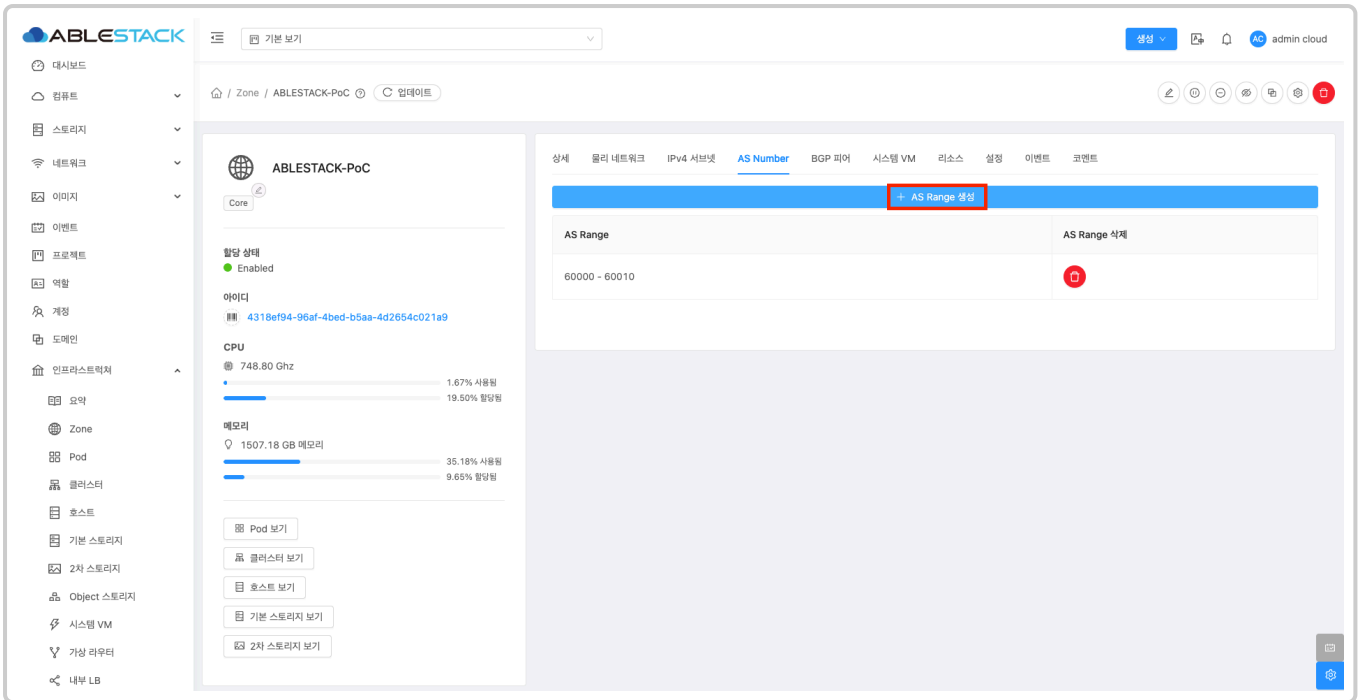 ABLESTACK
기본 보기
생성
AC
admin cloud
대시보드
컴퓨트
스토리지
네트워크
이미지
이벤트
프로젝트
역할
계정
도메인
인프라스트럭쳐
요약
Zone
Pod
클러스터
호스트
기본 스토리지
2차 스토리지
Object 스토리지
시스템 VM
가상 라우터
내부 LB
/ Zone / ABLESTACK-PoC
업데이트
ABLESTACK-PoC
Core
할당 상태
Enabled
아이디
4318ef94-96af-4bed-b5aa-4d2654c021a9
CPU
748.80 Ghz
1.67% 사용됨
19.50% 할당됨
메모리
1507.18 GB 메모리
35.18% 사용됨
9.65% 할당됨
Pod 보기
클러스터 보기
호스트 보기
기본 스토리지 보기
2차 스토리지 보기
상세 물리 네트워크 IPv4 서브넷 AS Number BGP 피어 시스템 VM 리소스 설정 이벤트 코멘트
+ AS Range 생성
AS Range AS Range 삭제
60000 - 60010